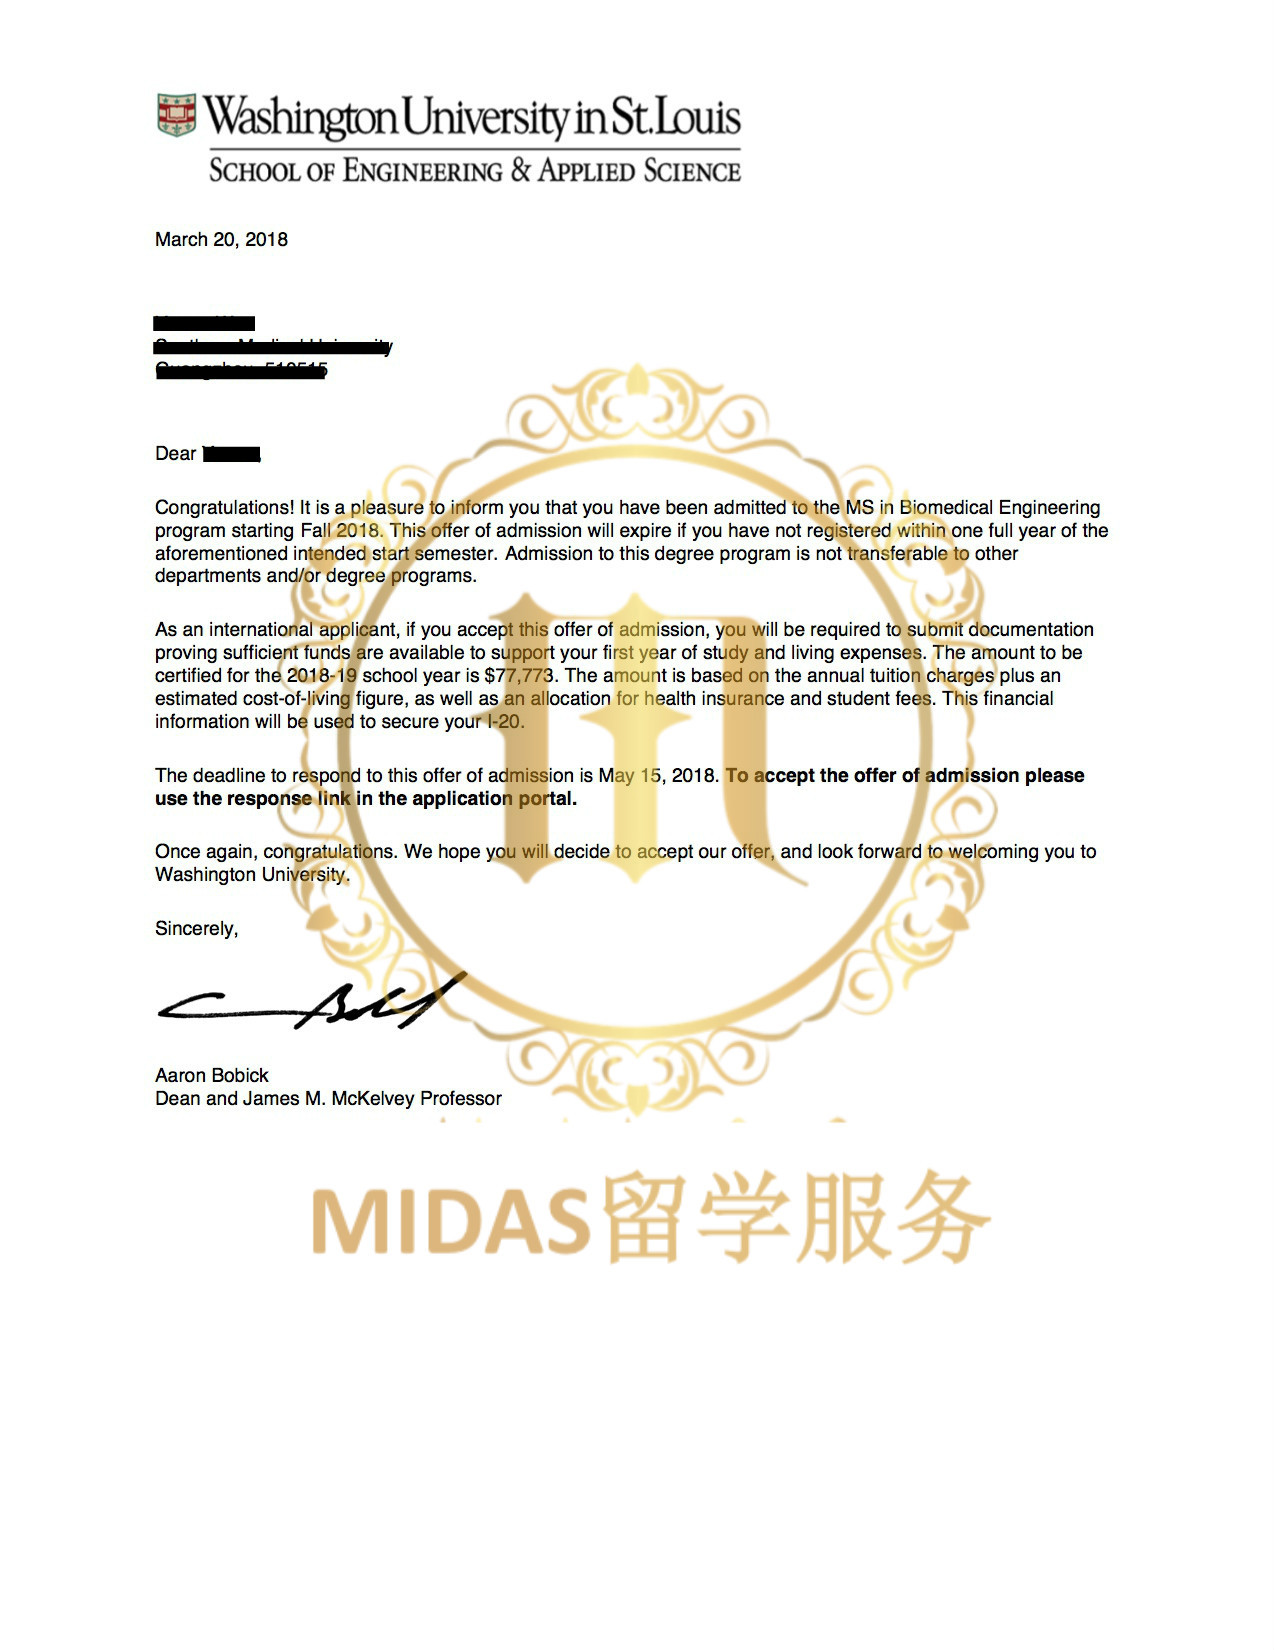 Washington University in St. Louis
SCHOOL OF ENGINEERING & APPLIED SCIENCE
March 20, 2018
Dear
Congratulations! It is a pleasure to inform you that you have been admitted to the MS in Biomedical Engineering
program starting Fall 2018. This offer of admission will expire if you have not registered within one full year of the
aforementioned intended start semester. Admission to this degree program is not transferable to other
departments and/or degree programs.
As an international applicant, if you accept this offer of admission, you will be required to submit documentation
proving sufficient funds are available to support your first year of study and living expenses. The amount to be
certified for the 2018-19 school year is $77,773. The amount is based on the annual tuition charges plus an
estimated cost-of-living figure, as well as an allocation for health insurance and student fees. This financial
information will be used to secure your I-20.
The deadline to respond to this offer of admission is May 15, 2018. To accept the offer of admission please
use the response link in the application portal.
Once again, congratulations. We hope you will decide to accept our offer, and look forward to welcoming you to
Washington University.
Sincerely,
Aaron Bobick
Dean and James M. McKelvey Professor
MIDAS留学服务